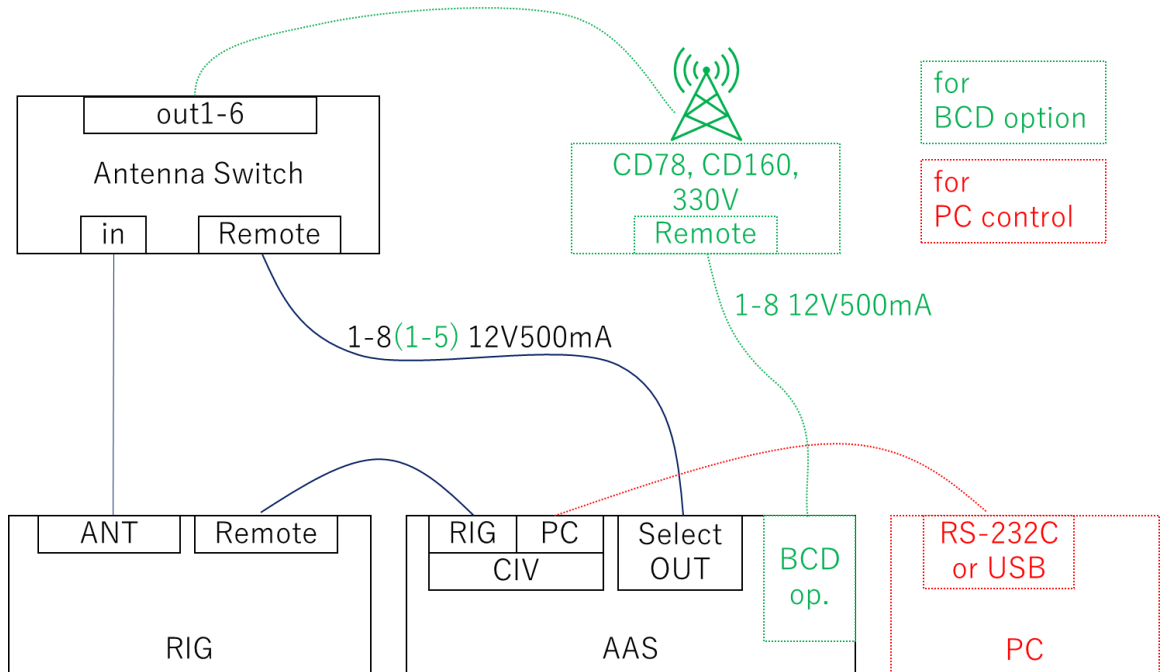 out1-6
Antenna Switch
in
Remote
CD78, CD160,
330V
Remote
for
BCD option
for
PC control
1-8 12V500mA
1-8(1-5) 12V500mA
ANT
Remote
RIG
RIG
PC
CIV
Select
OUT
BCD
op.
AAS
RS-232C
or USB
PC